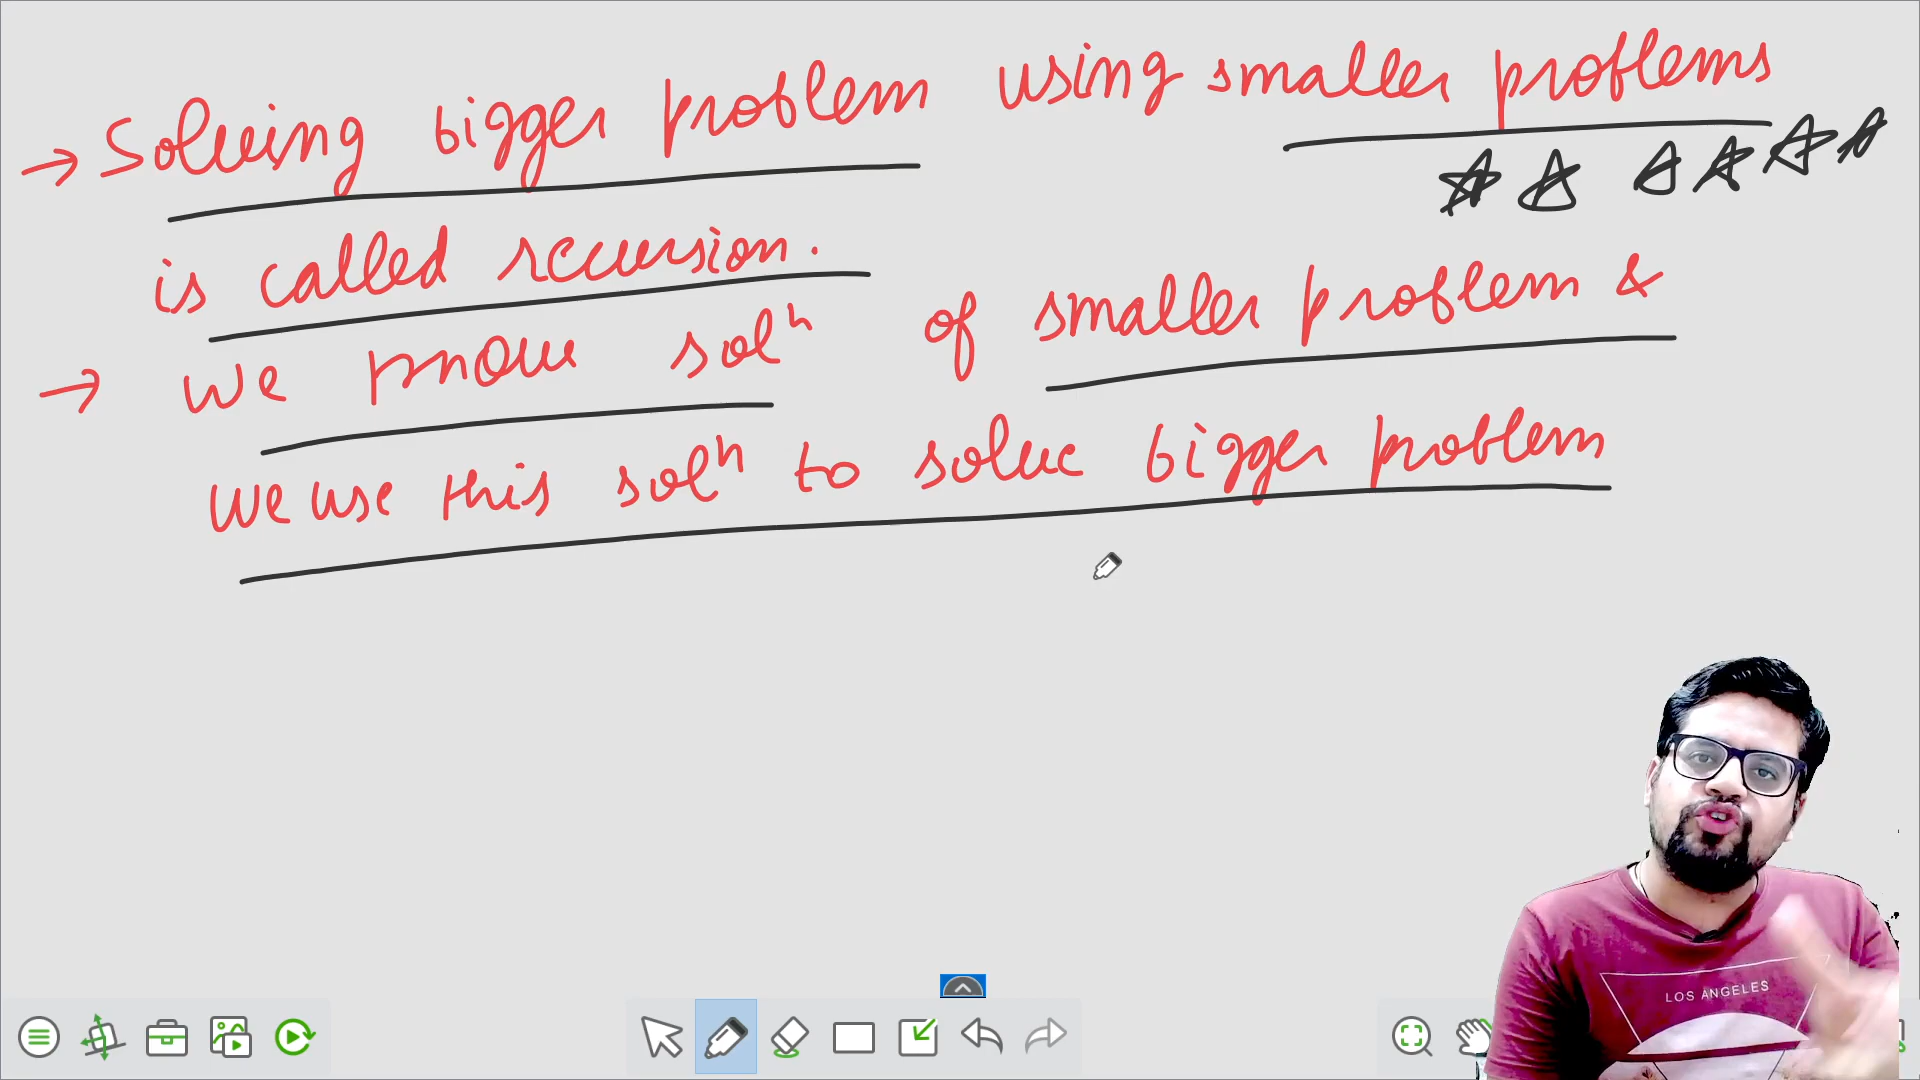 → Solving bigger problem using smaller problems
is called recursion.
→ We know solⁿ of smaller problem &
we use this solⁿ to solve bigger problem
LOS ANGELES